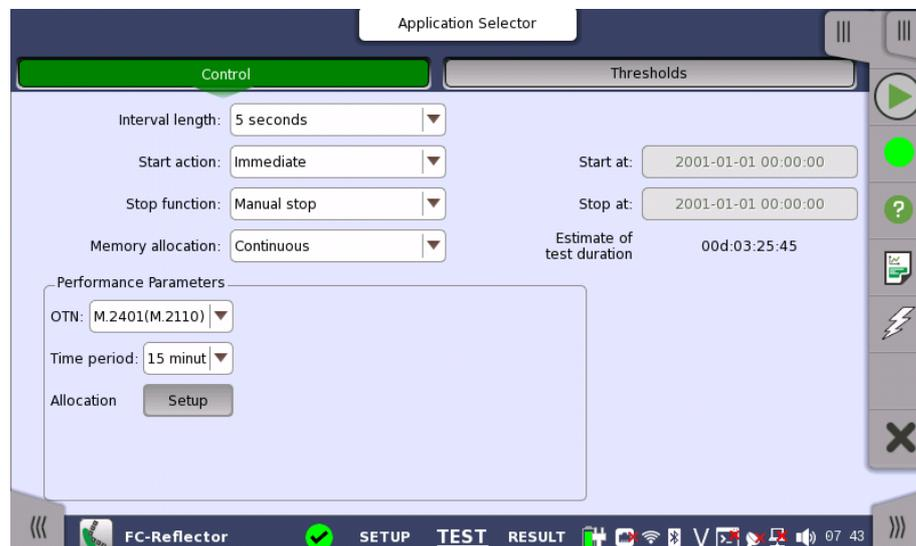 Application Selector
Control
Thresholds
Interval length: 5 seconds
Start action: Immediate
Start at: 2001-01-01 00:00:00
Stop function: Manual stop
Stop at: 2001-01-01 00:00:00
Memory allocation: Continuous
Estimate of
test duration
00d:03:25:45
Performance Parameters
OTN: M.2401(M.2110)
Time period: 15 minut
Allocation Setup
FC-Reflector SETUP TEST RESULT 07 43